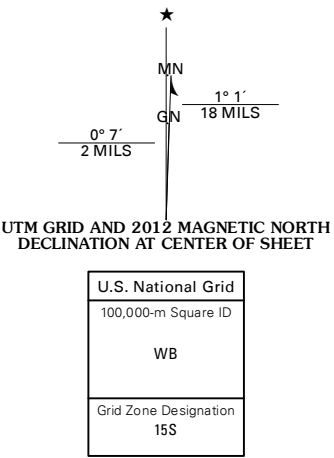 ★
MN
GN
1° 1´
18 MILS
0° 7´
2 MILS
UTM GRID AND 2012 MAGNETIC NORTH
DECLINATION AT CENTER OF SHEET
U.S. National Grid
100,000-m Square ID
WB
Grid Zone Designation
15S